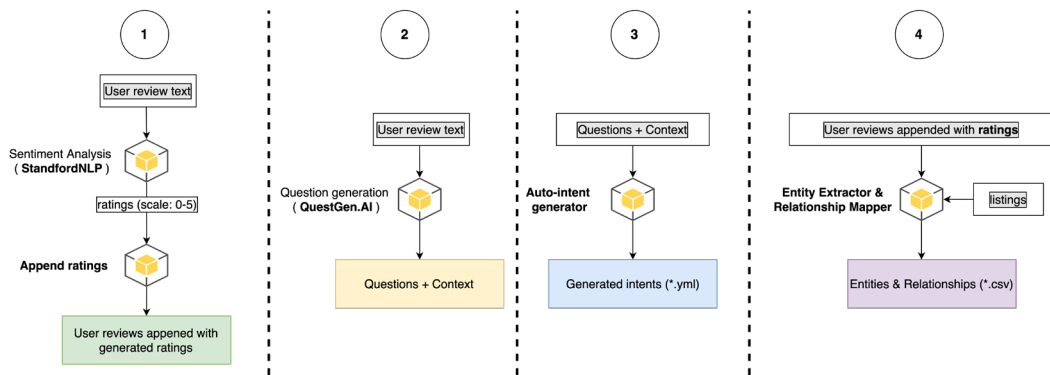 1
User review text
Sentiment Analysis
( StandfordNLP )
ratings (scale: 0-5)
Append ratings
User reviews appened with
generated ratings
2
User review text
Question generation
( QuestGen.AI )
Questions + Context
3
Questions + Context
Auto-intent
generator
Generated intents (*.yml)
4
User reviews appended with ratings
Entity Extractor &
Relationship Mapper
listings
Entities & Relationships (*.csv)